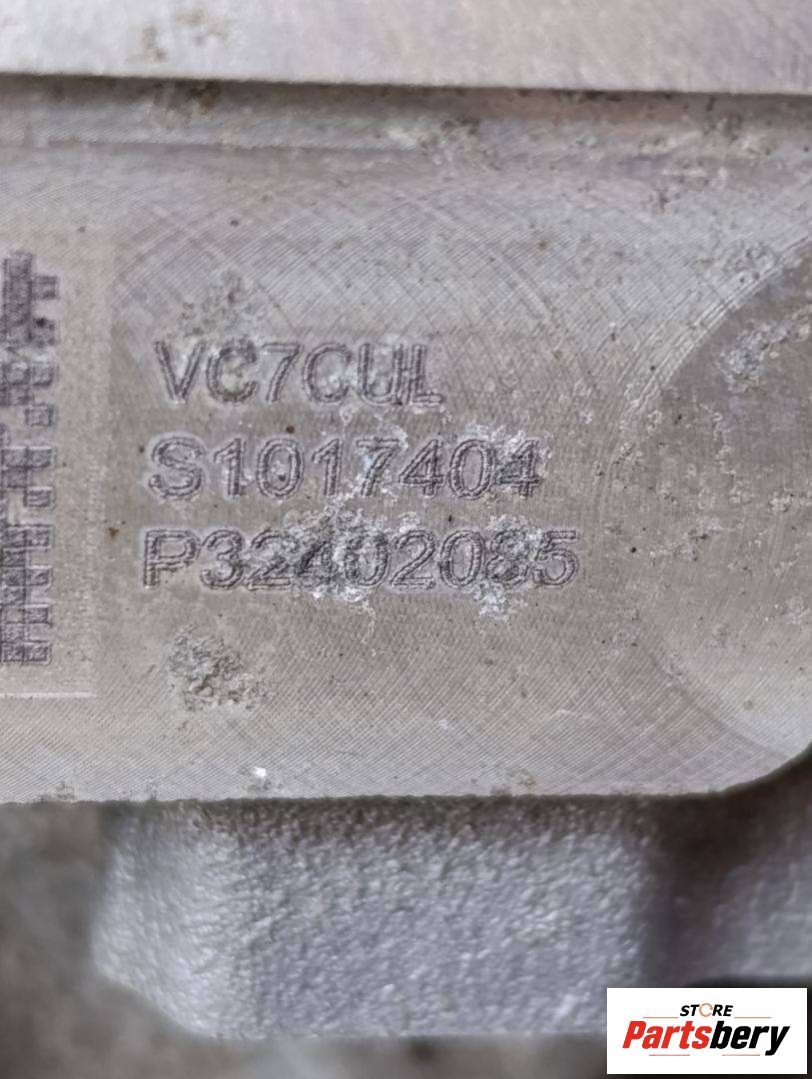 VC7CUL
S1017404
P32402085
STORE
Partsbery